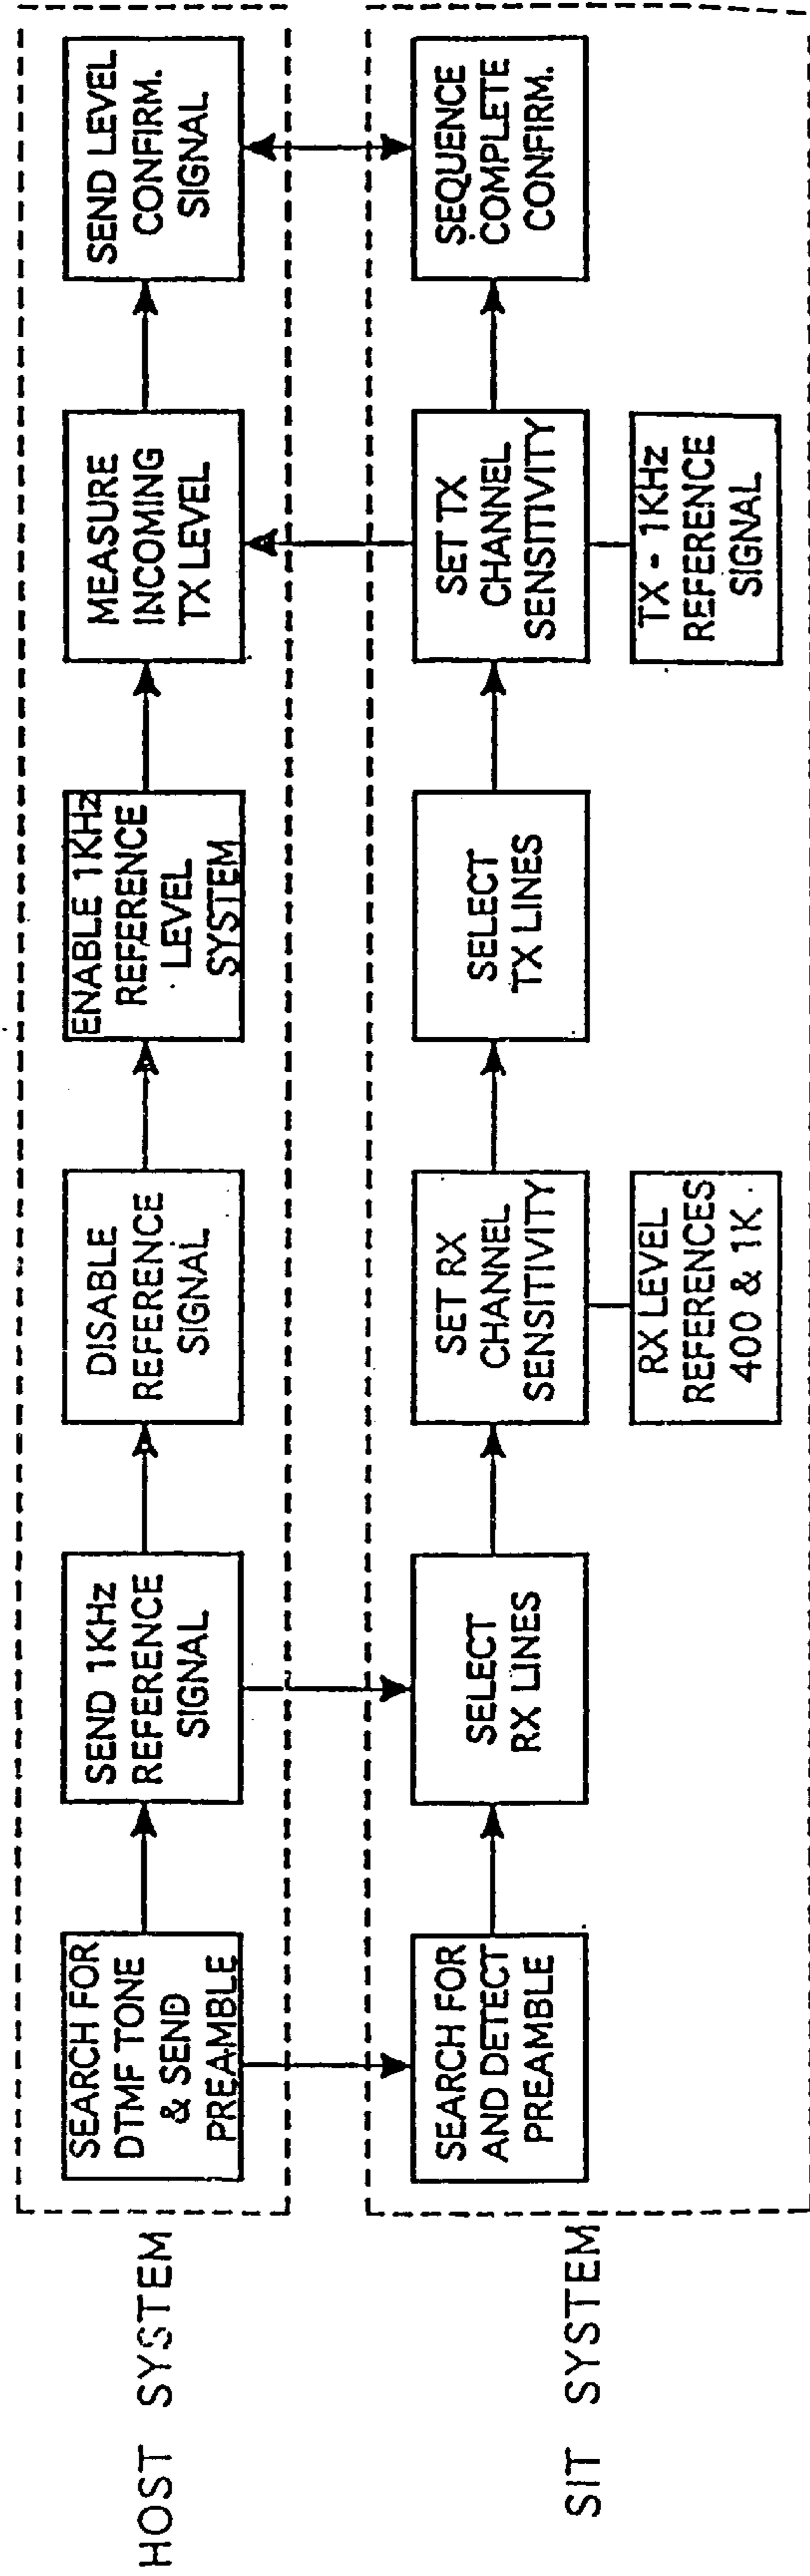 HOST SYSTEM
SEARCH FOR
DTMF TONE
& SEND
PREAMBLE
SEND 1KHz
REFERENCE
SIGNAL
DISABLE
REFERENCE
SIGNAL
ENABLE 1KHz
REFERENCE
LEVEL
SYSTEM
MEASURE
INCOMING
TX LEVEL
SEND LEVEL
CONFIRM.
SIGNAL
SIT SYSTEM
SEARCH FOR
AND DETECT
PREAMBLE
SELECT
RX LINES
SET RX
CHANNEL
SENSITIVITY
RX LEVEL
REFERENCES
400 & 1K.
SELECT
TX LINES
SET TX
CHANNEL
SENSITIVITY
TX - 1KHz
REFERENCE
SIGNAL
SEQUENCE
COMPLETE
CONFIRM.